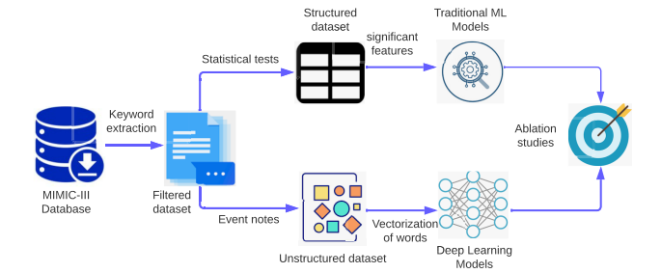 Structured
dataset
significant
features
Traditional ML
Models
Statistical tests
Keyword
extraction
MIMIC-III
Database
Filtered
dataset
Ablation
studies
Event notes
Unstructured dataset
Vectorization
of words
Deep Learning
Models